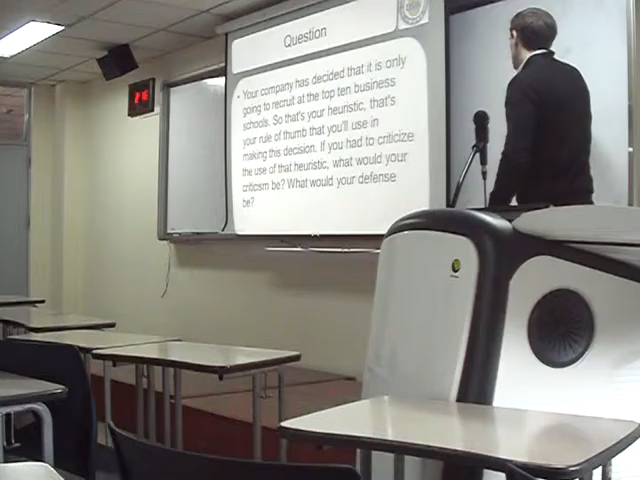 Question
• Your company has decided that it is only
going to recruit at the top ten business
schools. So that's your heuristic, that's
your rule of thumb that you'll use in
making this decision. If you had to criticize
the use of that heuristic, what would your
criticism be? What would your defense
be?